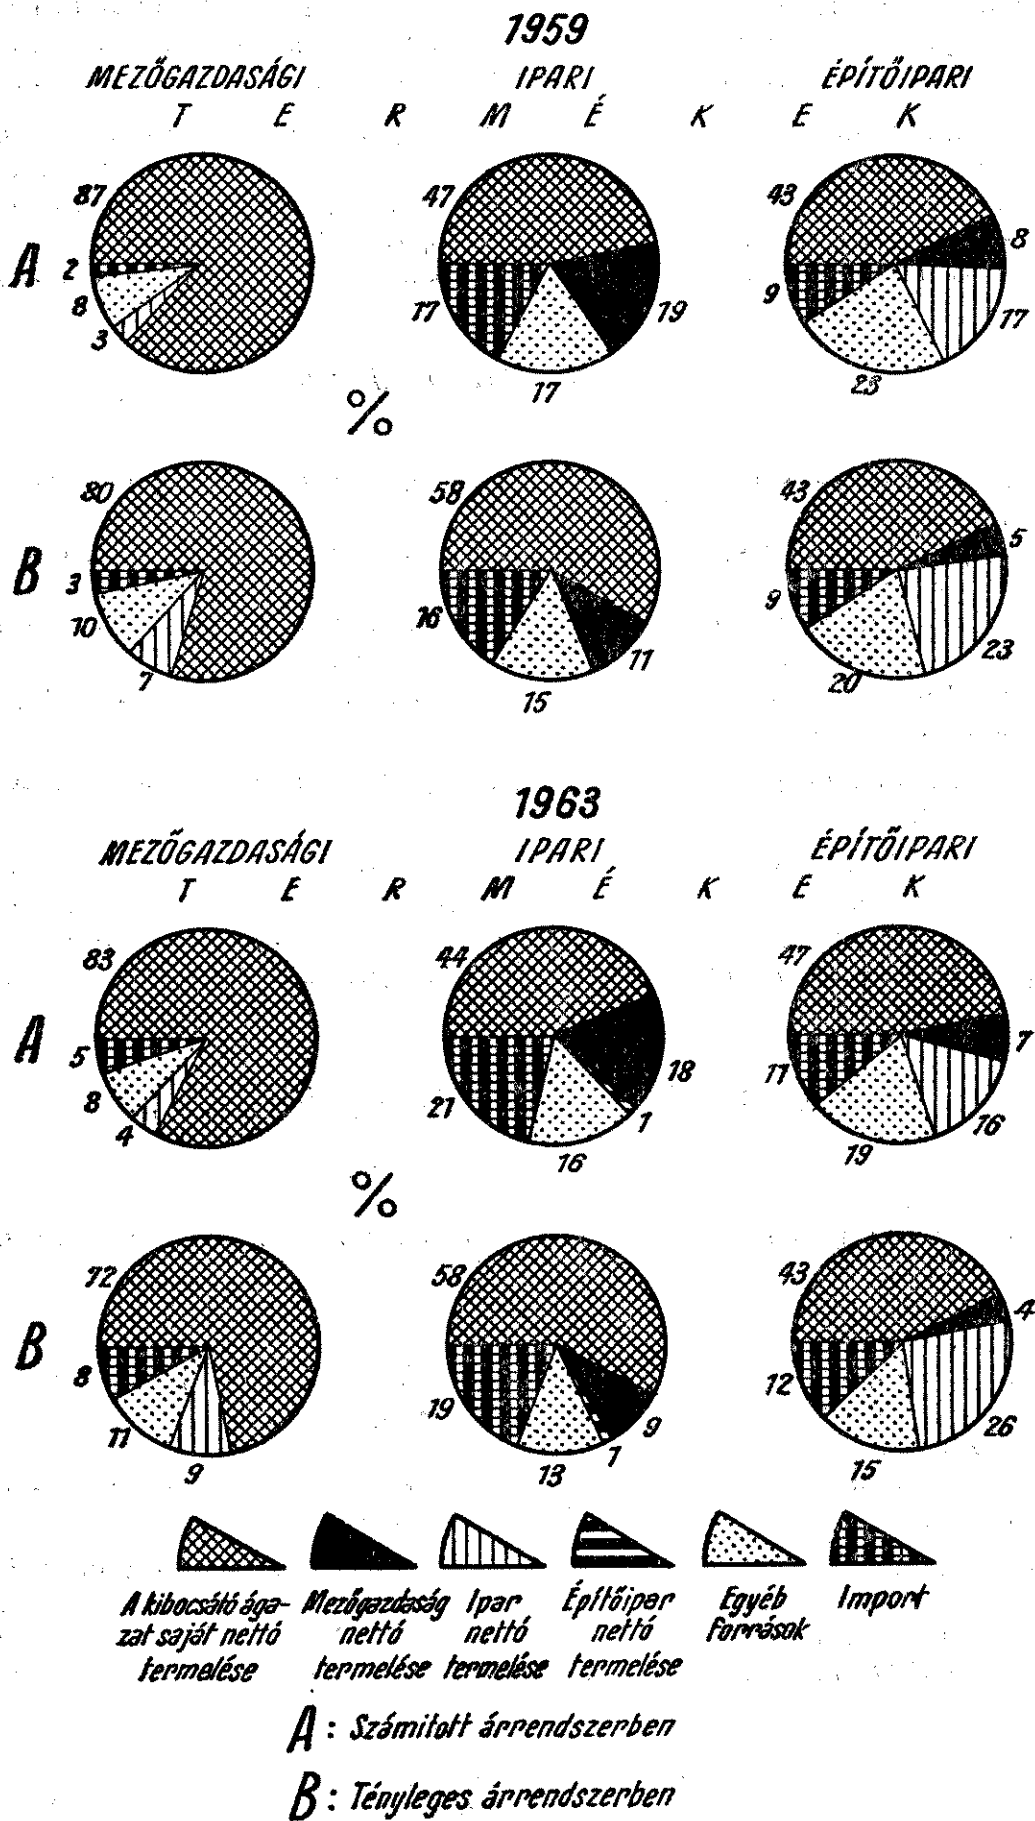 1959
MEZŐGAZDASÁGI IPARI ÉPÍTŐIPARI
T E R M É K E K
87 47 43
A 2 8 3 17 17 19 9 23 17 8
%
80 58 43
B 3 10 7 16 15 11 9 20 23 5
1963
MEZŐGAZDASÁGI IPARI ÉPÍTŐIPARI
T E R M É K E K
83 44 47
A 5 8 4 21 16 1 18 11 19 16 7
%
72 58 43
B 8 11 9 19 13 1 9 12 15 26 4
A kibocsátó ága-
zat saját nettó
termelése
Mezőgazdaság
nettó
termelése
Ipar
nettó
termelése
Építőipar
nettó
termelése
Egyéb
források
Import
A : Számított árrendszerben
B : Tényleges árrendszerben